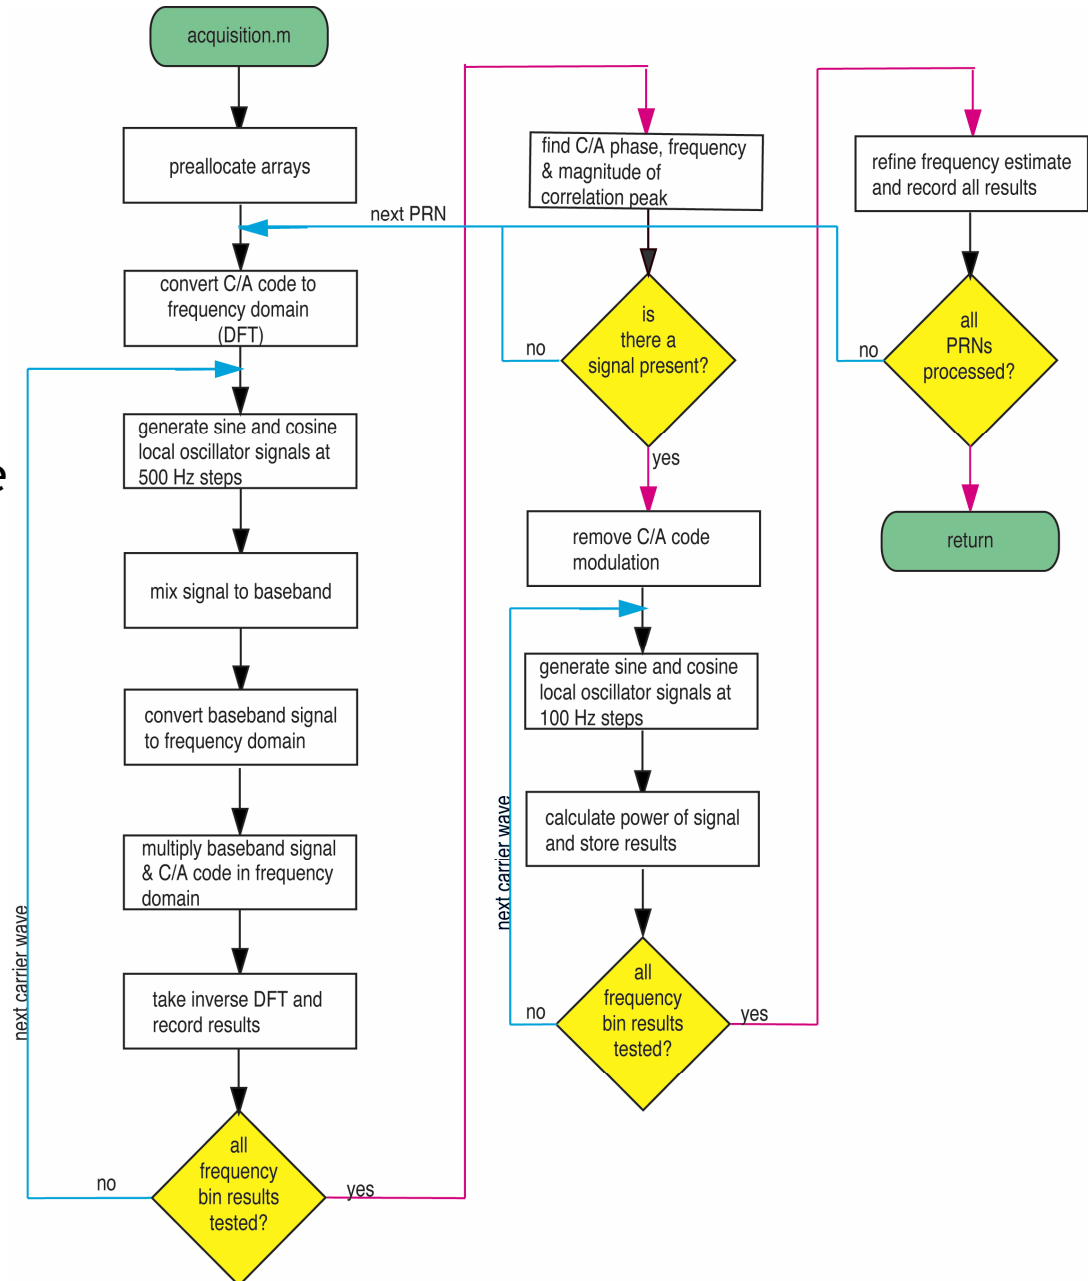 acquisition.m
preallocate arrays
next PRN
convert C/A code to
frequency domain
(DFT)
generate sine and cosine
local oscillator signals at
500 Hz steps
mix signal to baseband
convert baseband signal
to frequency domain
multiply baseband signal
& C/A code in frequency
domain
take inverse DFT and
record results
next carrier wave
all
frequency
bin results
tested?
no
yes
find C/A phase, frequency
& magnitude of
correlation peak
is
there a
signal present?
no
yes
remove C/A code
modulation
generate sine and cosine
local oscillator signals at
100 Hz steps
calculate power of signal
and store results
next carrier wave
all
frequency
bin results
tested?
no
yes
refine frequency estimate
and record all results
all
PRNs
processed?
no
return
e